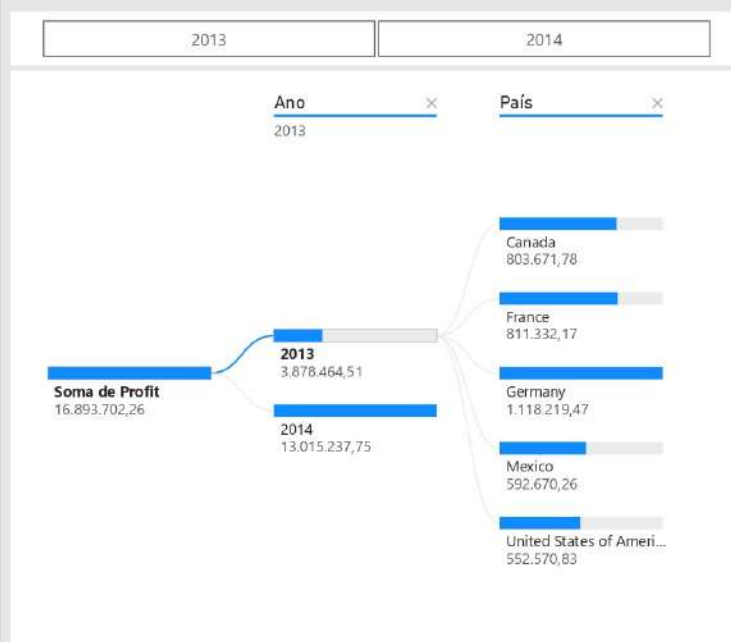 2013
2014
Ano
2013
País
Canada
803.671,78
France
811.332,17
2013
3.878.464,51
Soma de Profit
16.893.702,26
Germany
1.118.219,47
2014
13.015.237,75
Mexico
592.670,26
United States of Ameri...
552.570,83